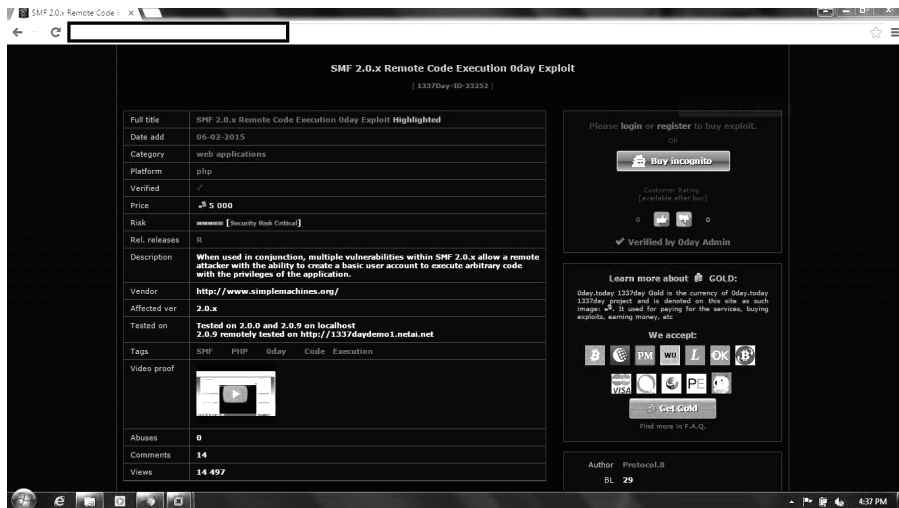 SMF 2.0.x Remote Code E
SMF 2.0.x Remote Code Execution 0day Exploit
[ 1337Day-ID-23252 ]
Full title SMF 2.0.x Remote Code Execution 0day Exploit Highlighted
Date add 06-02-2015
Category web applications
Platform php
Verified ✓
Price 5 000
Risk [Security Risk Critical]
Rel. releases R
Description When used in conjunction, multiple vulnerabilities within SMF 2.0.x allow a remote
attacker with the ability to create a basic user account to execute arbitrary code
with the privileges of the application.
Vendor http://www.simplemachines.org/
Affected ver 2.0.x
Tested on Tested on 2.0.0 and 2.0.9 on localhost
2.0.9 remotely tested on http://1337daydemo1.netai.net
Tags SMF PHP 0day Code Execution
Video proof
Abuses 0
Comments 14
Views 14 497
Please login or register to buy exploit.
OR
Buy incognito
Customer Rating
[available after buy]
0 0
✔ Verified by 0day Admin
Learn more about GOLD:
0day.today 1337day Gold is the currency of 0day.today
1337day project and is denoted on this site as such
image: . It used for paying for the services, buying
exploits, earning money, etc
We accept:
PM WU L OK
VISA PE
Get Gold
Find more in F.A.Q.
Author Protocol.8
BL 29
4:37 PM